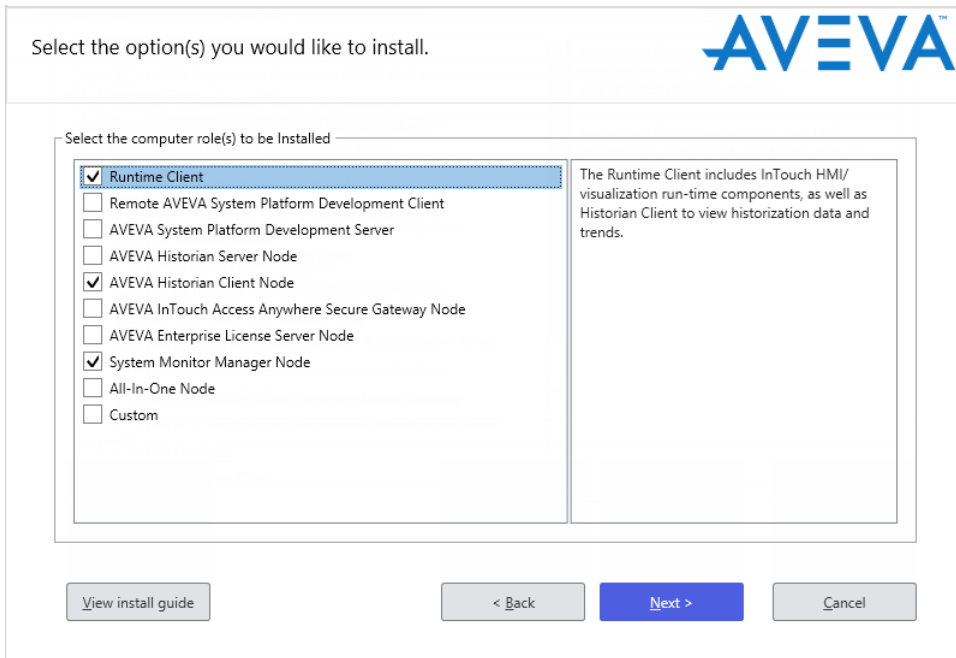 Select the option(s) you would like to install.
AVEVA™
Select the computer role(s) to be Installed
Runtime Client
Remote AVEVA System Platform Development Client
AVEVA System Platform Development Server
AVEVA Historian Server Node
AVEVA Historian Client Node
AVEVA InTouch Access Anywhere Secure Gateway Node
AVEVA Enterprise License Server Node
System Monitor Manager Node
All-In-One Node
Custom
The Runtime Client includes InTouch HMI/
visualization run-time components, as well as
Historian Client to view historization data and
trends.
View install guide
< Back
Next >
Cancel